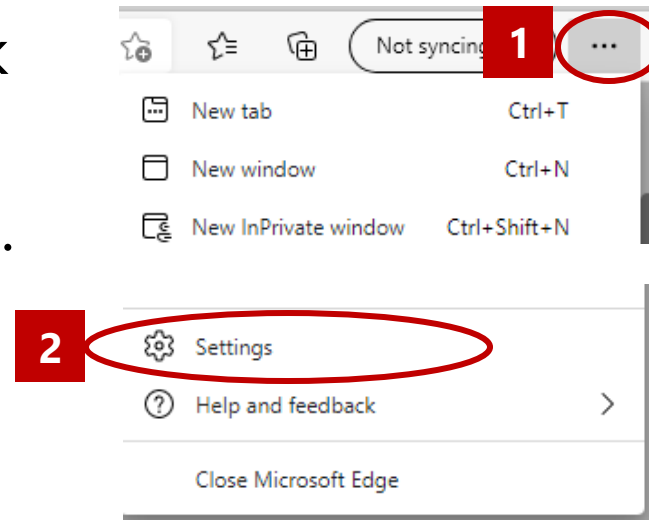 k
Not syncing
1
...
New tab Ctrl+T
New window Ctrl+N
New InPrivate window Ctrl+Shift+N
.
2
Settings
Help and feedback
Close Microsoft Edge